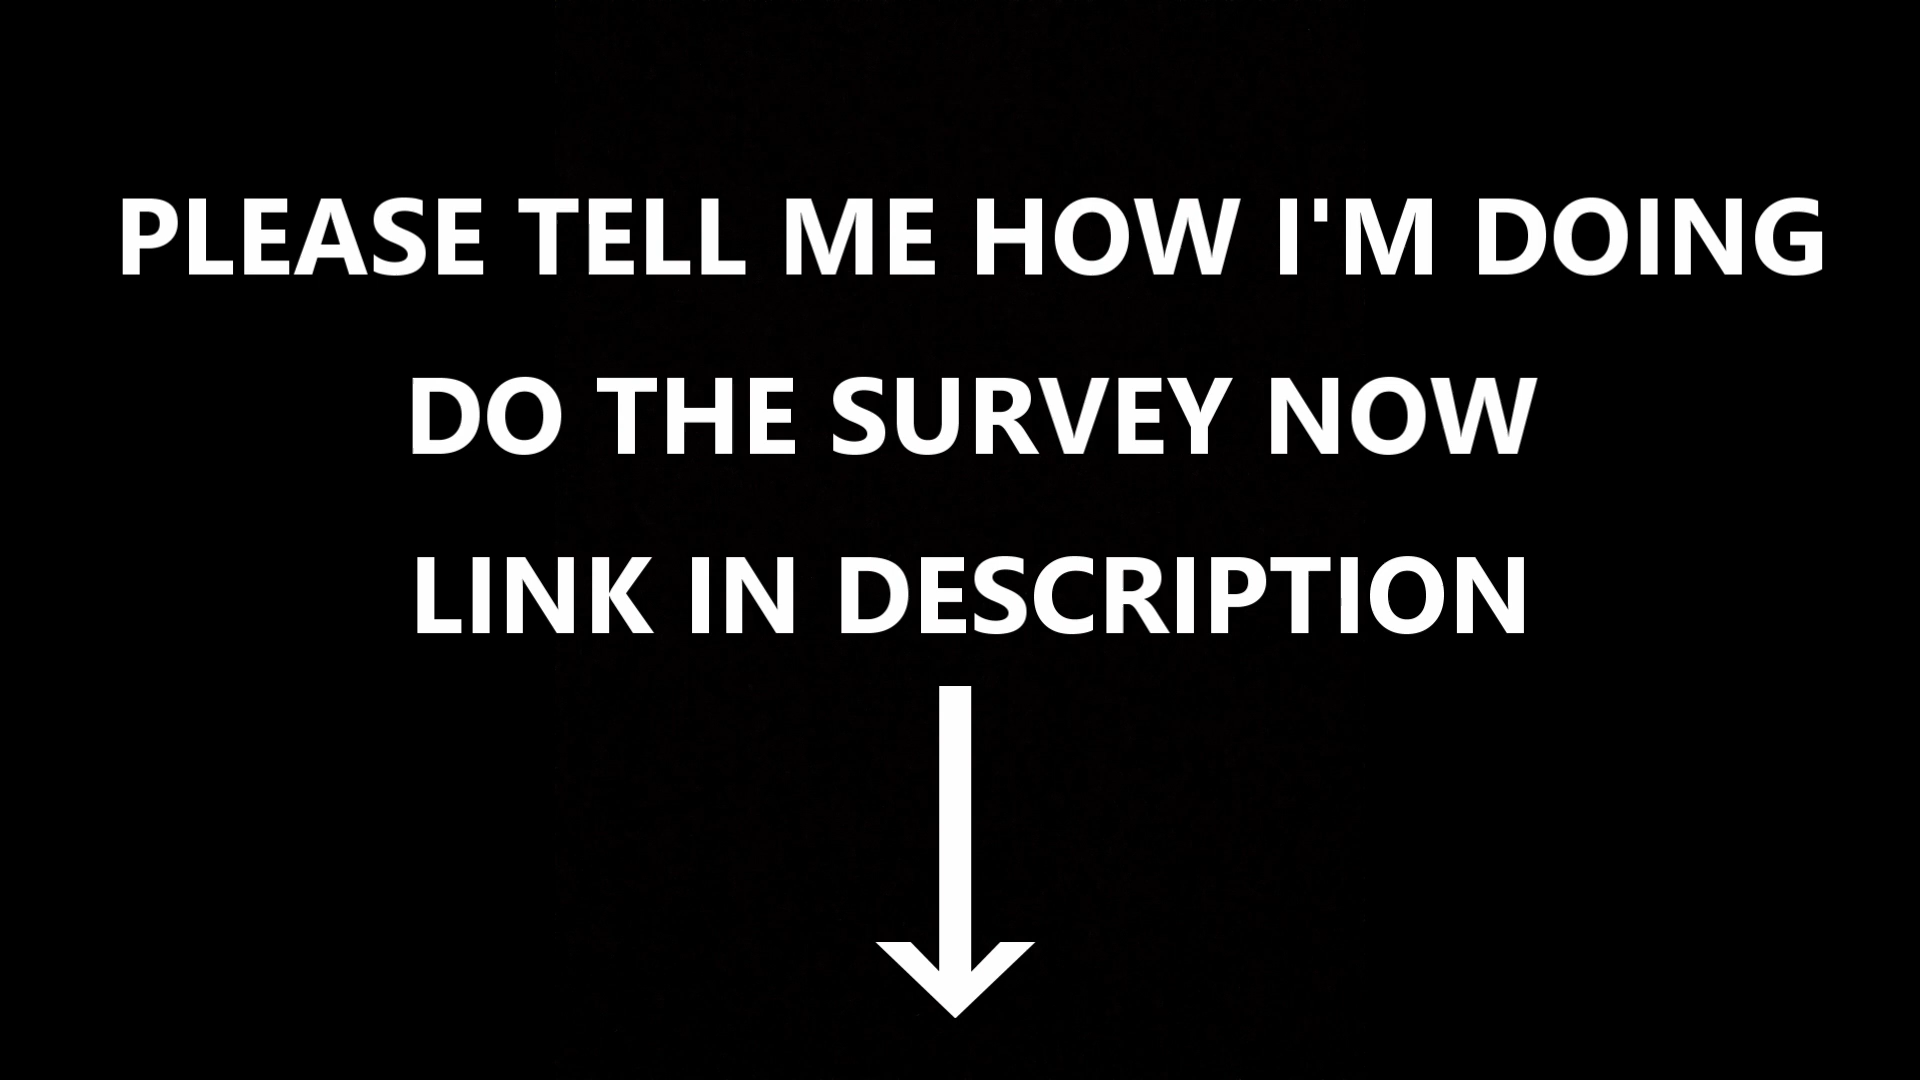 PLEASE TELL ME HOW I'M DOING
DO THE SURVEY NOW
LINK IN DESCRIPTION